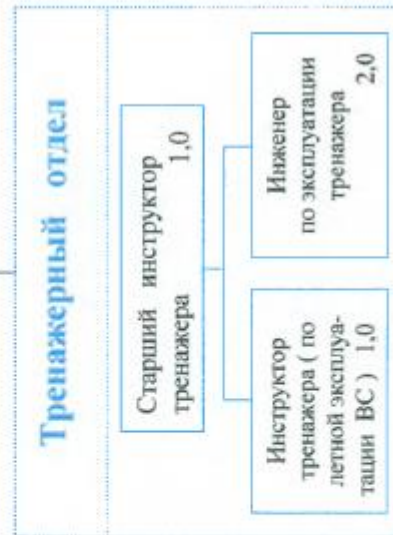 Тренажерный отдел
Старший инструктор
тренажера 1,0
Инструктор
тренажера ( по
летной эксплуа-
тации ВС ) 1,0
Инженер
по эксплуатации
тренажера
2,0